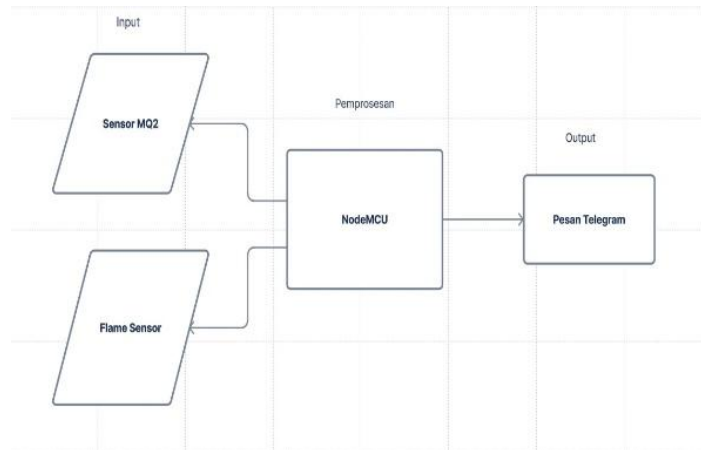 Input
Sensor MQ2
Pemprosesan
Output
NodeMCU
Pesan Telegram
Flame Sensor